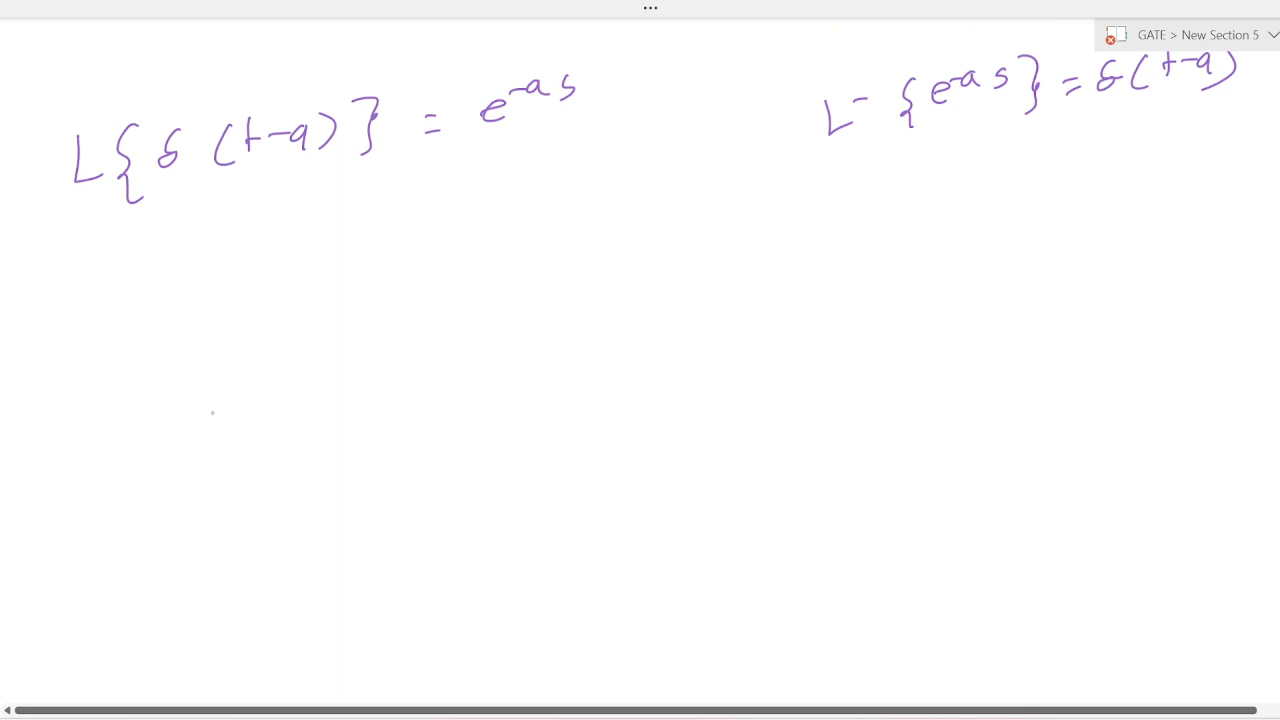 ...
GATE > New Section 5
L{δ(t-a)} = e^{-as}
L⁻{e^{-as}} = δ(t-a)